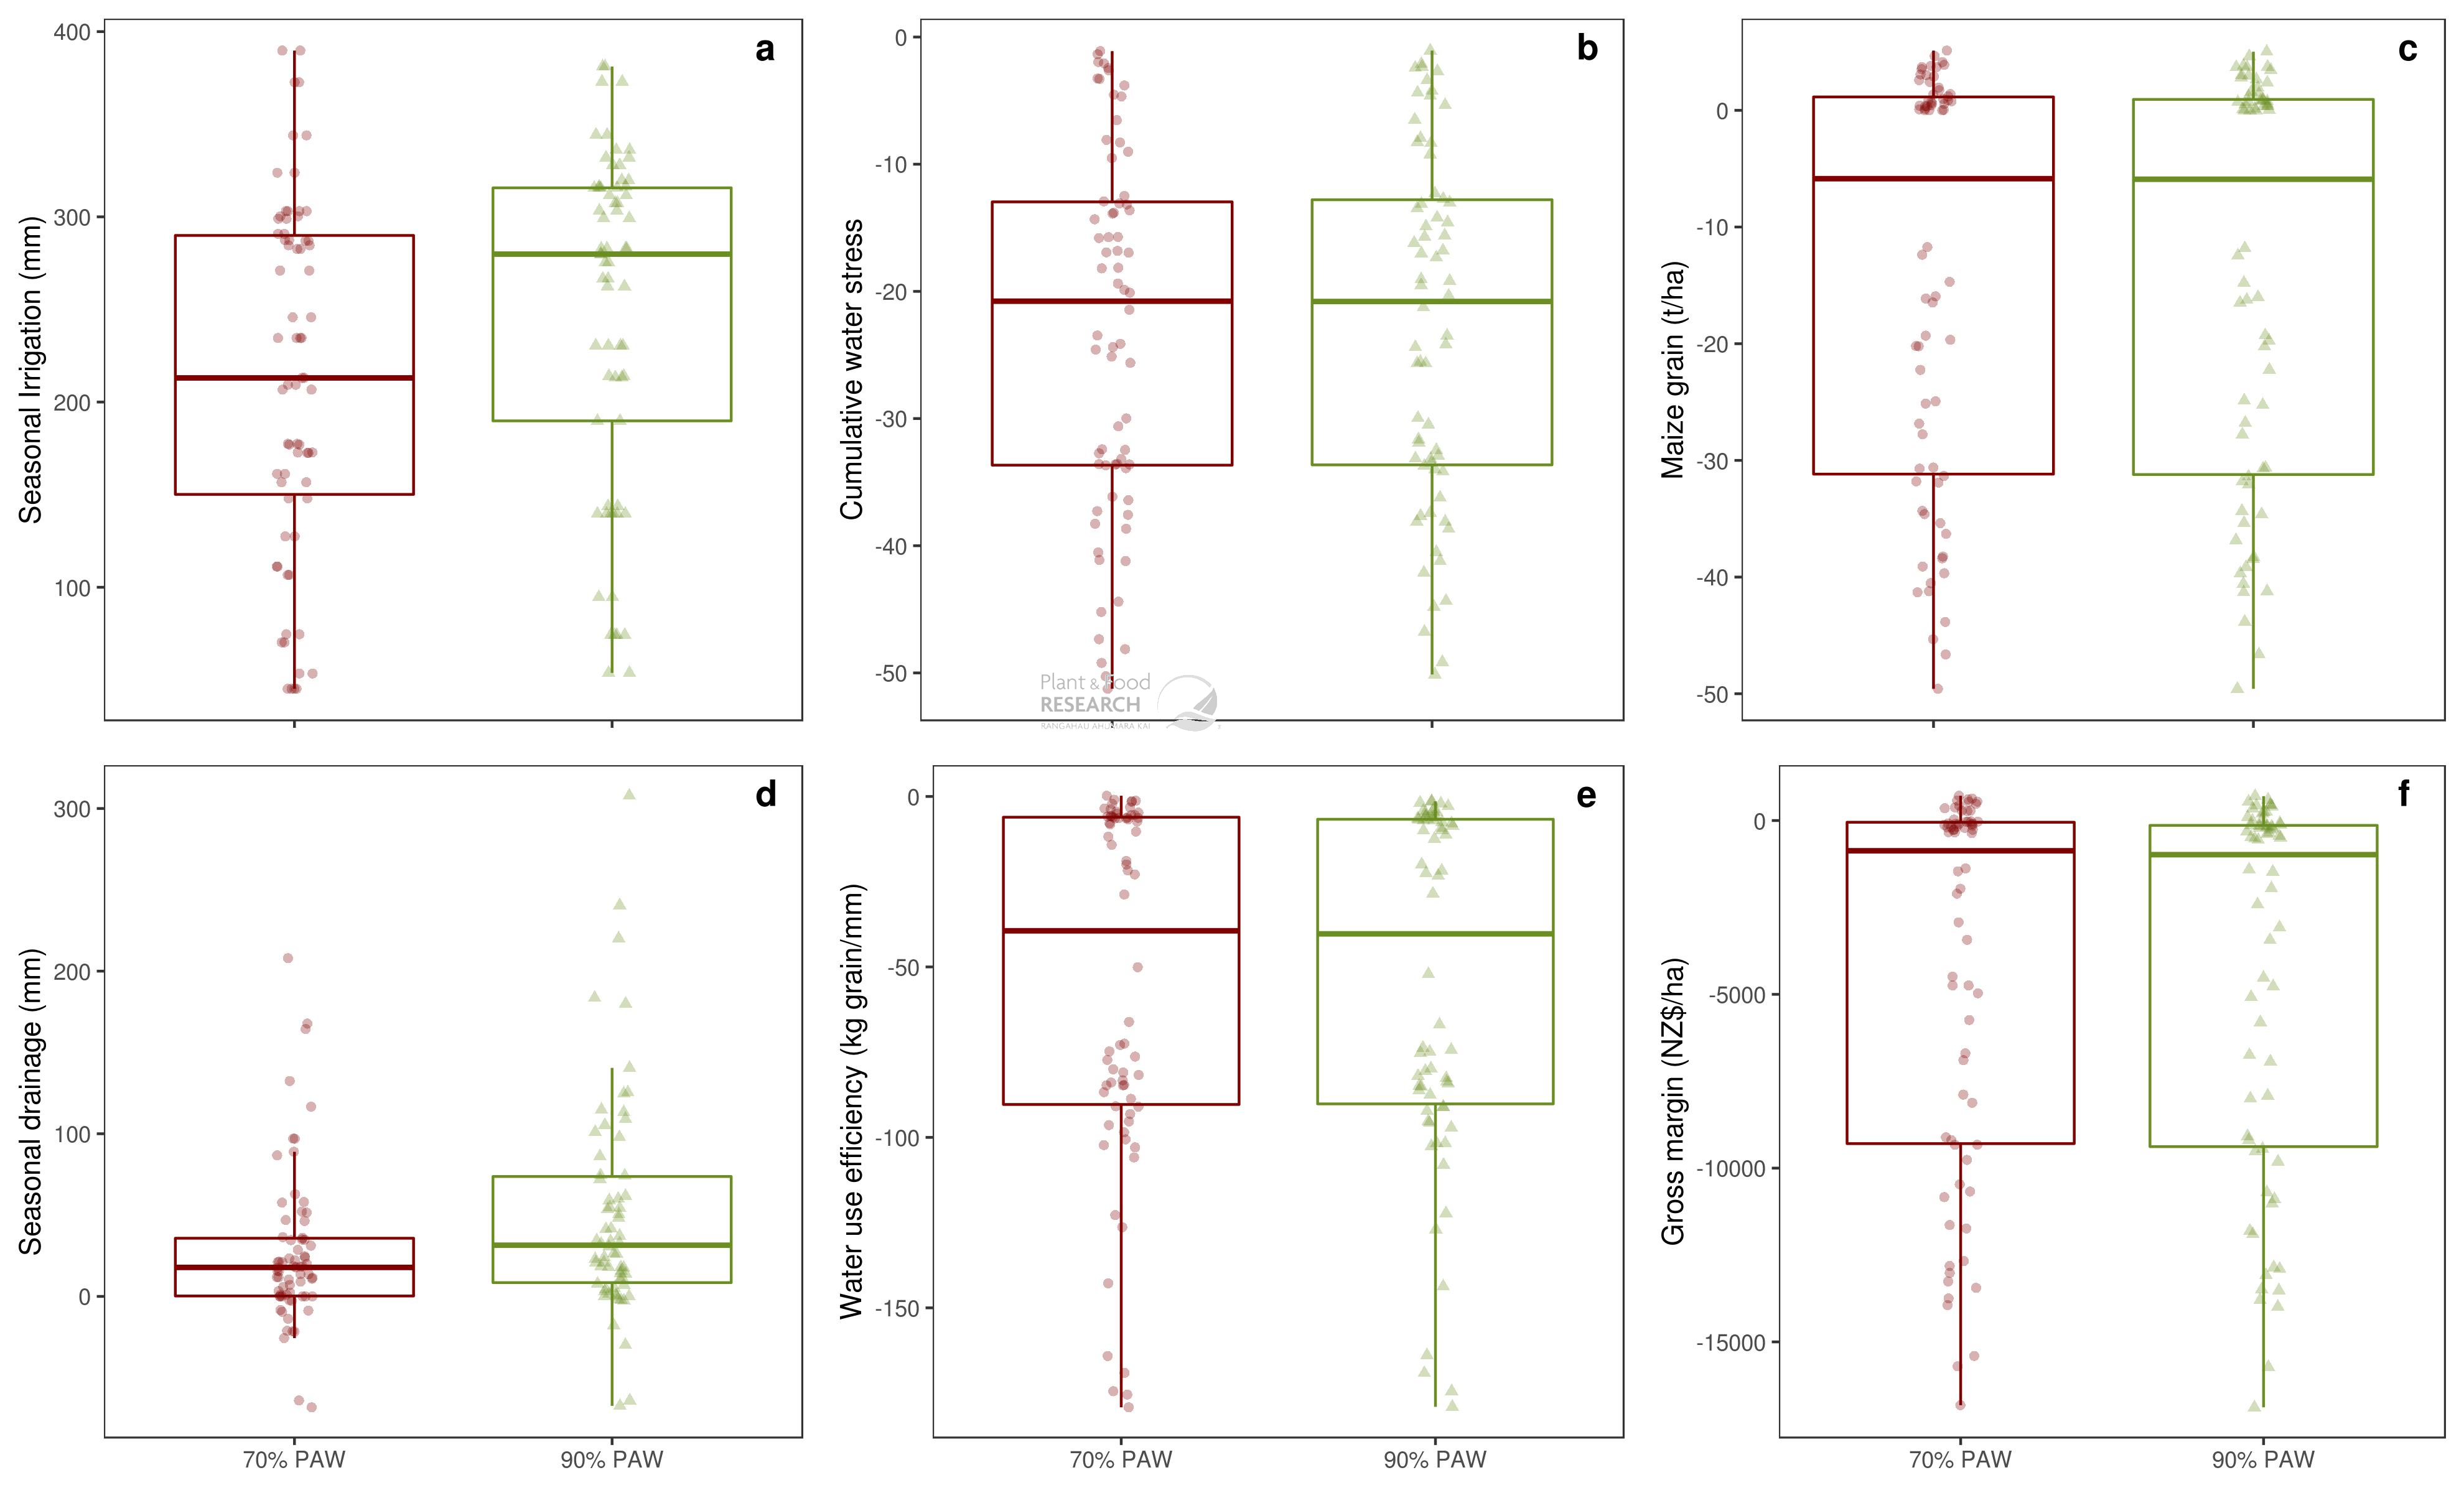 a
400
300
200
100
Seasonal Irrigation (mm)
b
0
-10
-20
-30
-40
-50
Cumulative water stress
Plant & Food
RESEARCH
RANGAHAU AHUMARA KAI
c
0
-10
-20
-30
-40
-50
Maize grain (t/ha)
d
300
200
100
0
Seasonal drainage (mm)
70% PAW
90% PAW
e
0
-50
-100
-150
Water use efficiency (kg grain/mm)
70% PAW
90% PAW
f
0
-5000
-10000
-15000
Gross margin (NZ$/ha)
70% PAW
90% PAW